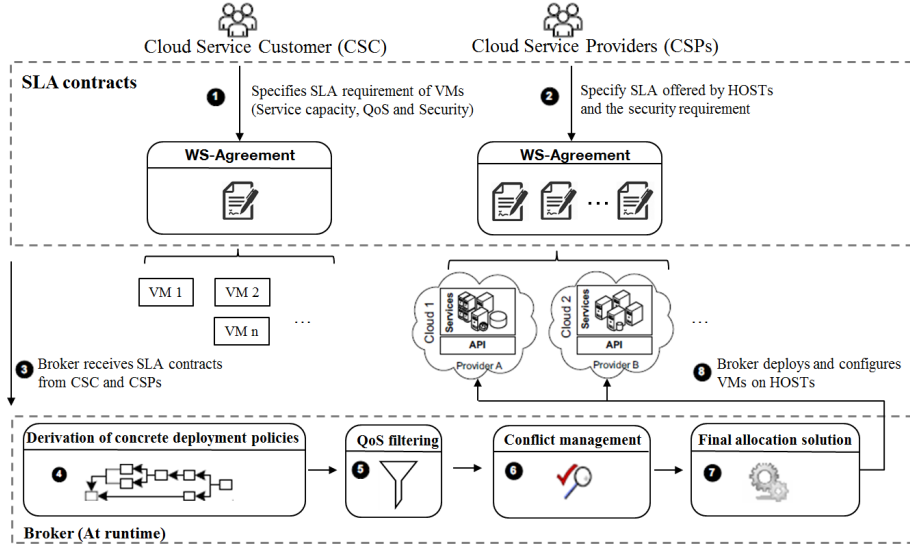 Cloud Service Customer (CSC)
Cloud Service Providers (CSPs)
SLA contracts
1
Specifies SLA requirement of VMs
(Service capacity, QoS and Security)
2
Specify SLA offered by HOSTs
and the security requirement
WS-Agreement
WS-Agreement
...
VM 1
VM 2
VM n
...
Cloud 1
Services
API
Provider A
Cloud 2
Services
API
Provider B
...
3
Broker receives SLA contracts
from CSC and CSPs
8
Broker deploys and configures
VMs on HOSTs
Derivation of concrete deployment policies
4
QoS filtering
5
Conflict management
6
Final allocation solution
7
Broker (At runtime)